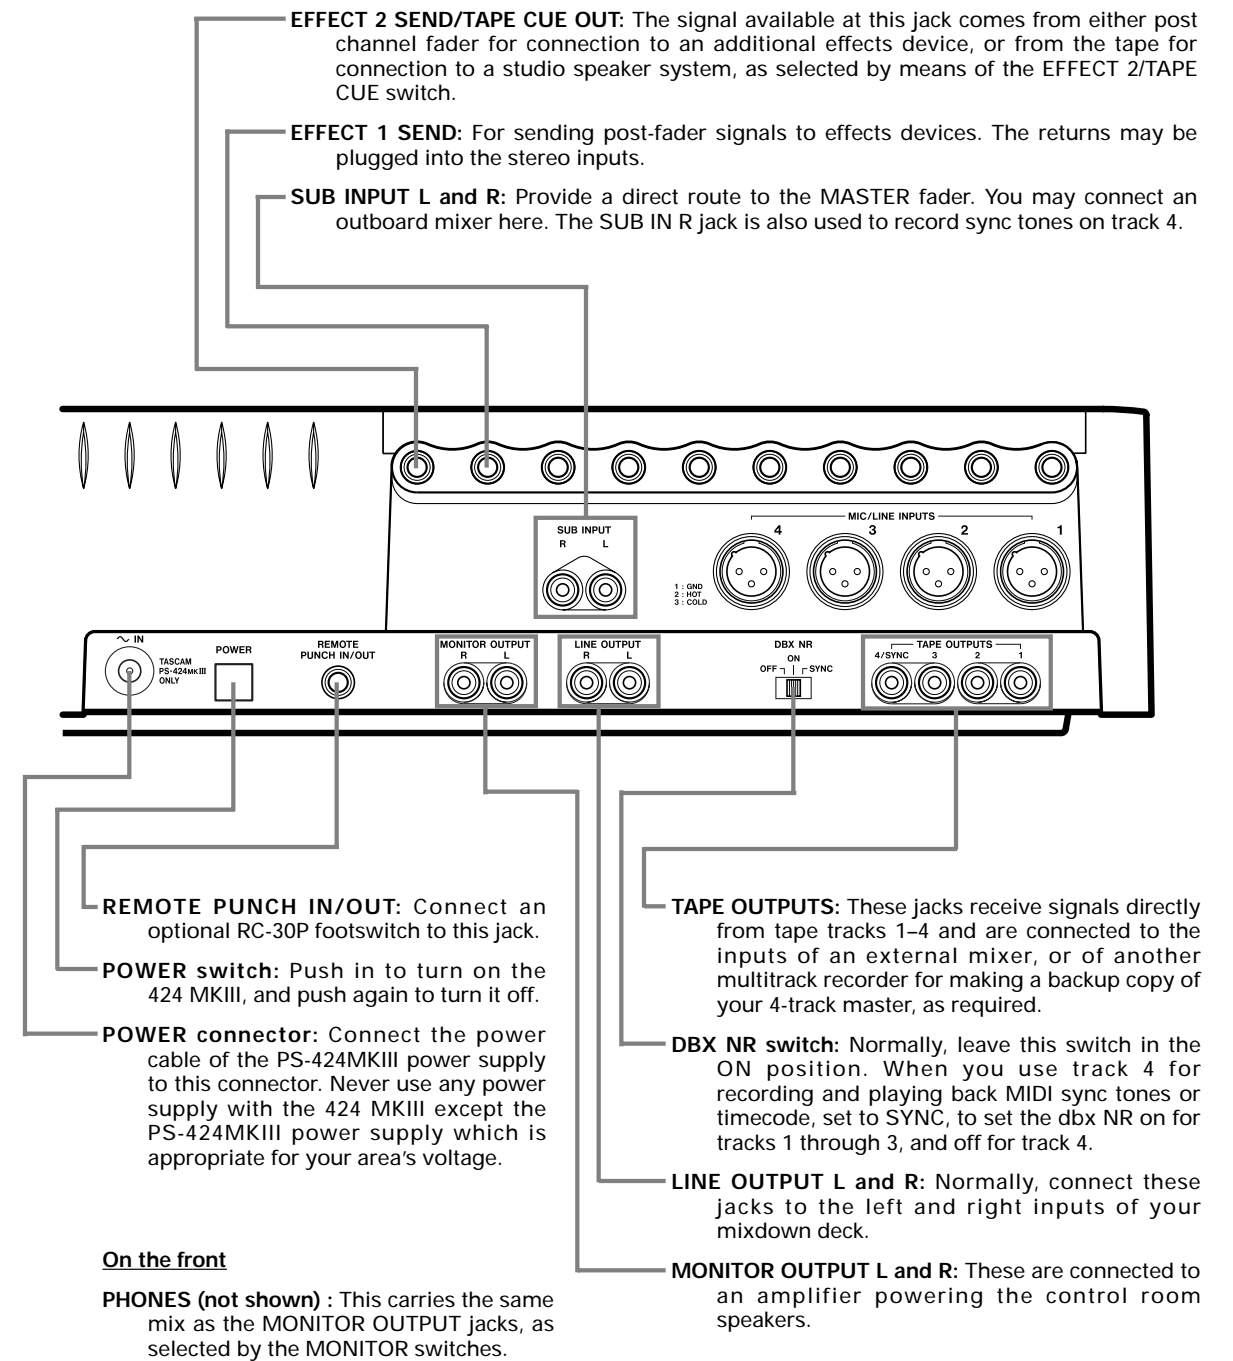 EFFECT 2 SEND/TAPE CUE OUT: The signal available at this jack comes from either post
channel fader for connection to an additional effects device, or from the tape for
connection to a studio speaker system, as selected by means of the EFFECT 2/TAPE
CUE switch.
EFFECT 1 SEND: For sending post-fader signals to effects devices. The returns may be
plugged into the stereo inputs.
SUB INPUT L and R: Provide a direct route to the MASTER fader. You may connect an
outboard mixer here. The SUB IN R jack is also used to record sync tones on track 4.
SUB INPUT
R L
MIC/LINE INPUTS
4 3 2 1
1 : GND
2 : HOT
3 : COLD
∼ IN
TASCAM
PS-424MKIII
ONLY
POWER
REMOTE
PUNCH IN/OUT
MONITOR OUTPUT
R L
LINE OUTPUT
R L
DBX NR
ON
OFF SYNC
TAPE OUTPUTS
4/SYNC 3 2 1
REMOTE PUNCH IN/OUT: Connect an
optional RC-30P footswitch to this jack.
POWER switch: Push in to turn on the
424 MKIII, and push again to turn it off.
POWER connector: Connect the power
cable of the PS-424MKIII power supply
to this connector. Never use any power
supply with the 424 MKIII except the
PS-424MKIII power supply which is
appropriate for your area's voltage.
On the front
PHONES (not shown) : This carries the same
mix as the MONITOR OUTPUT jacks, as
selected by the MONITOR switches.
TAPE OUTPUTS: These jacks receive signals directly
from tape tracks 1–4 and are connected to the
inputs of an external mixer, or of another
multitrack recorder for making a backup copy of
your 4-track master, as required.
DBX NR switch: Normally, leave this switch in the
ON position. When you use track 4 for
recording and playing back MIDI sync tones or
timecode, set to SYNC, to set the dbx NR on for
tracks 1 through 3, and off for track 4.
LINE OUTPUT L and R: Normally, connect these
jacks to the left and right inputs of your
mixdown deck.
MONITOR OUTPUT L and R: These are connected to
an amplifier powering the control room
speakers.